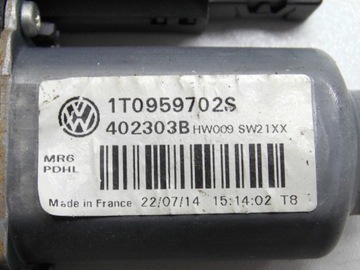 1T0959702S
402303B HW009 SW21XX
MR6
PDHL
Made in France 22/07/14 15:14:02 T8